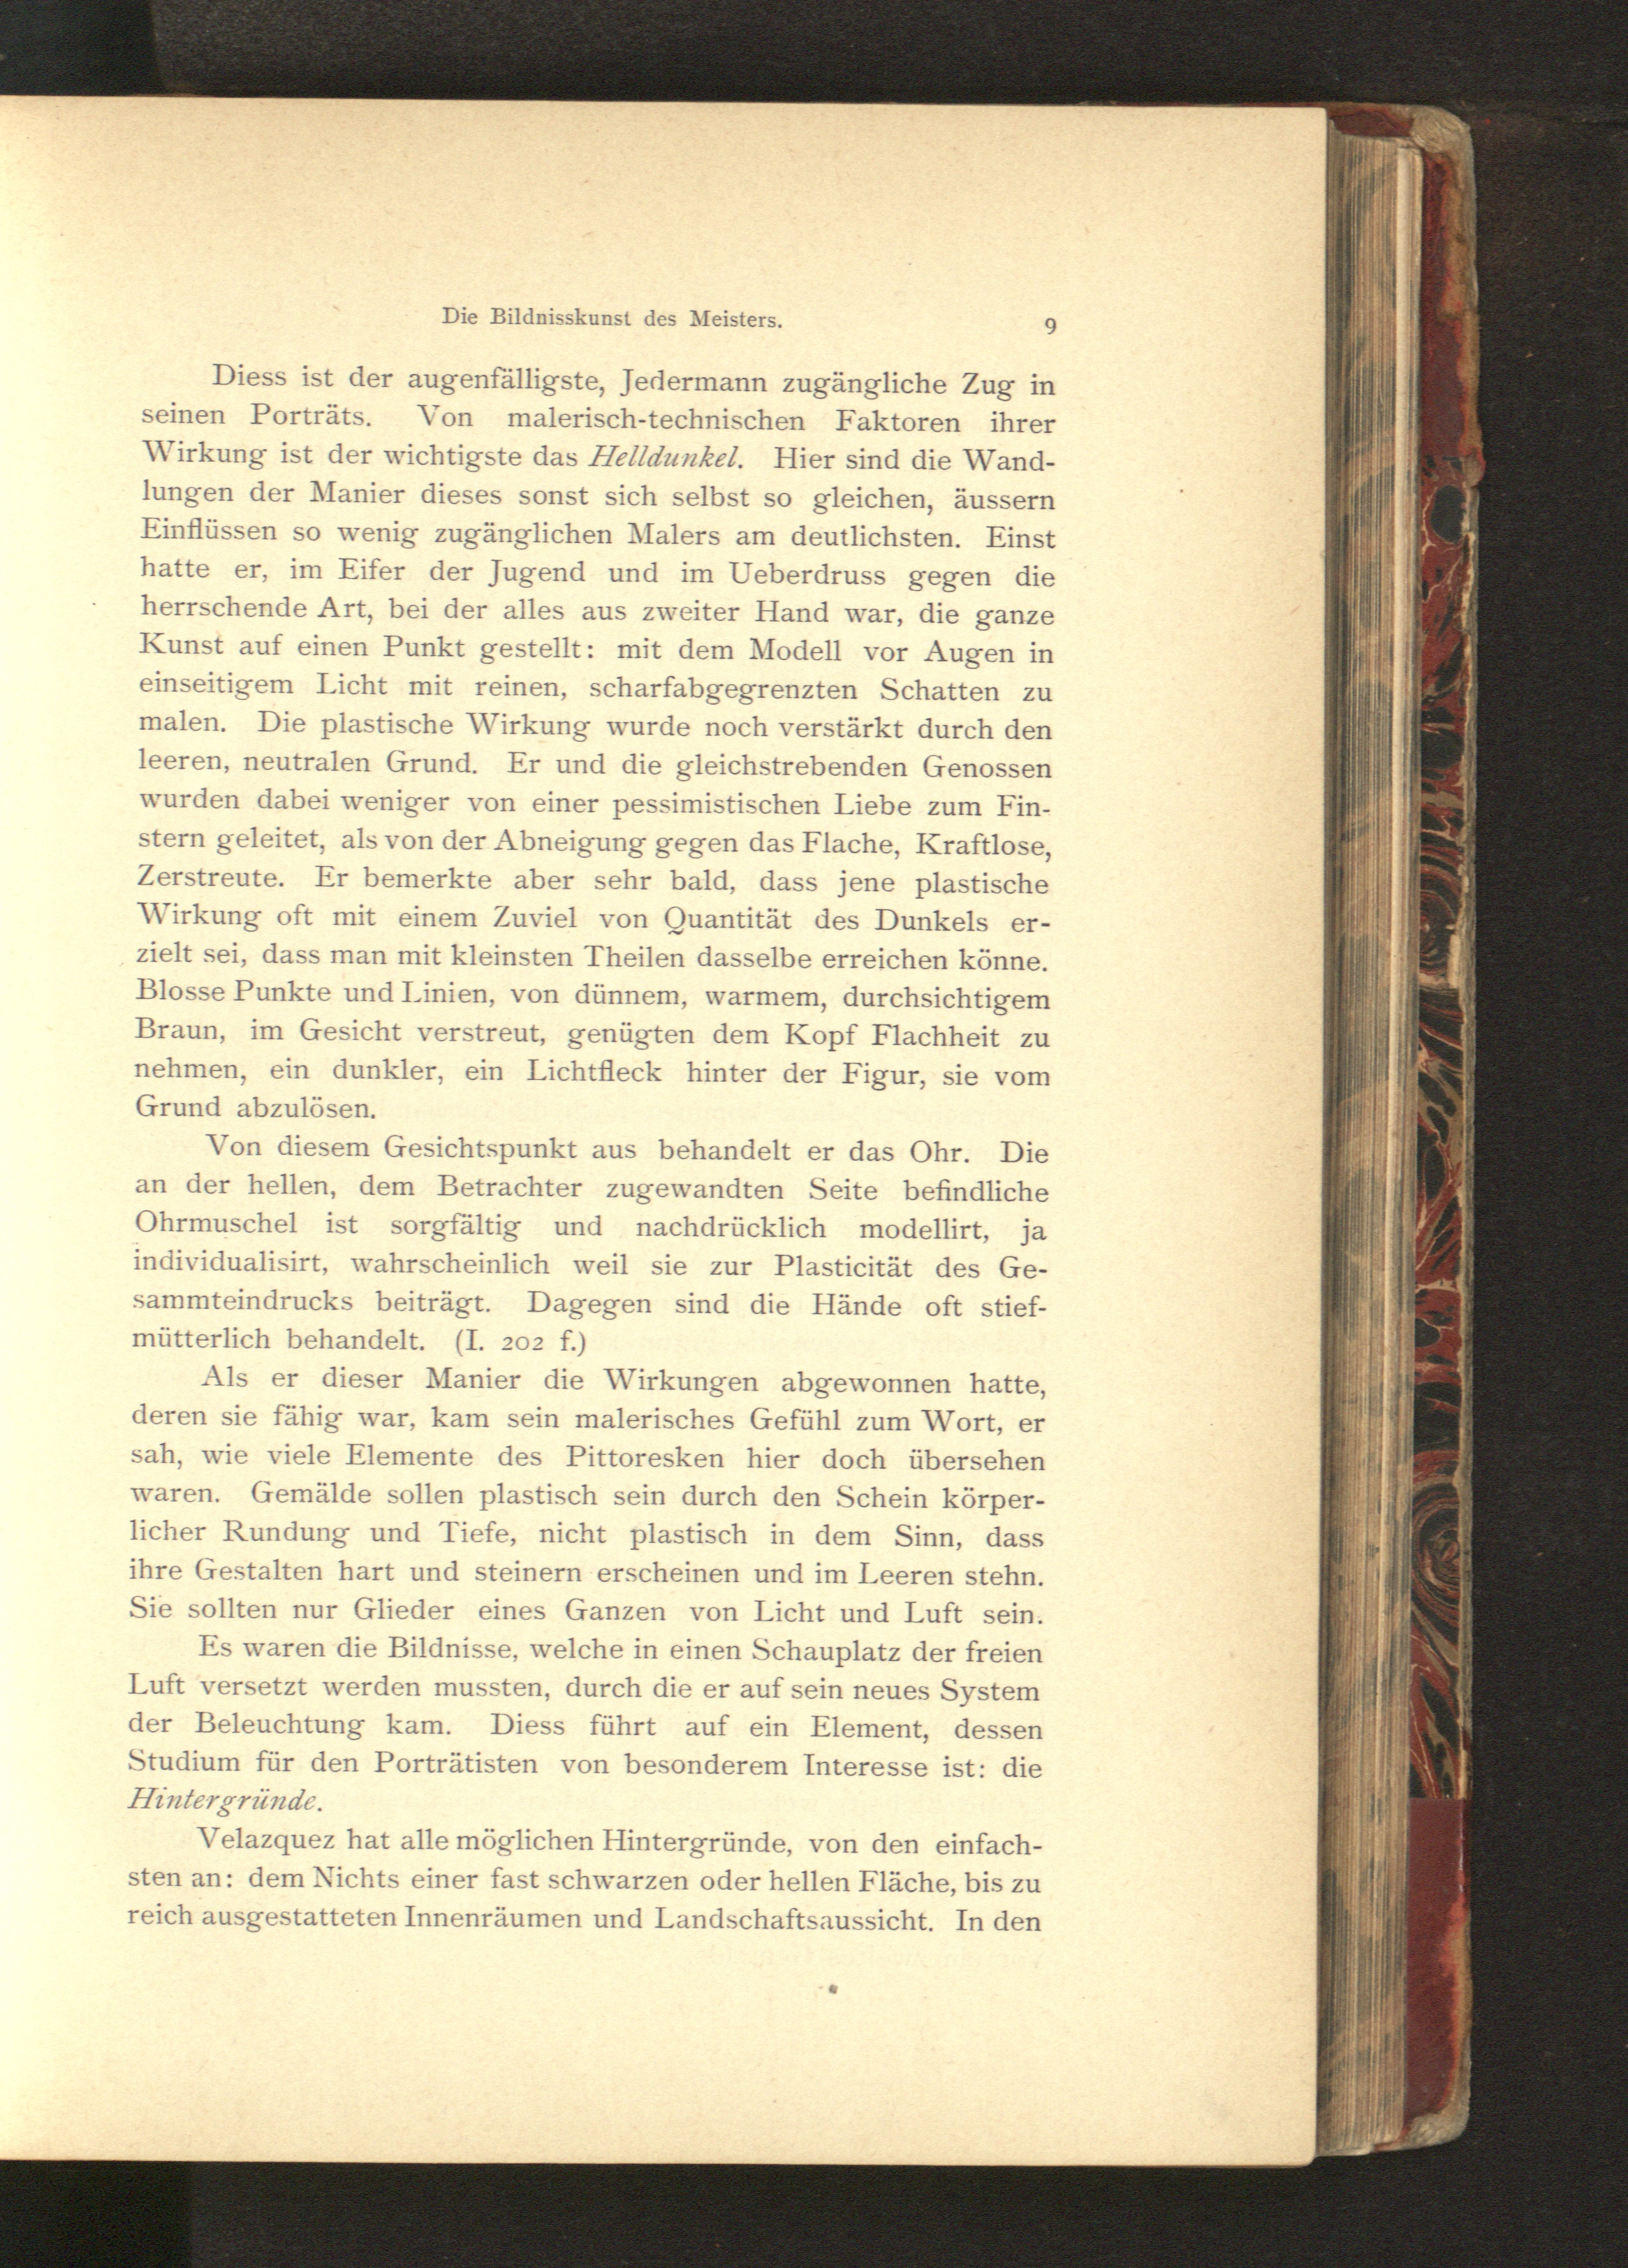 Die Bildnisskunst des Meisters. 9
Diess ist der augenfälligste, Jedermann zugängliche Zug in
seinen Porträts. Von malerisch-technischen Faktoren ihrer
Wirkung ist der wichtigste das Helldunkel. Hier sind die Wand-
lungen der Manier dieses sonst sich selbst so gleichen, äussern
Einflüssen so wenig zugänglichen Malers am deutlichsten. Einst
hatte er, im Eifer der Jugend und im Ueberdruss gegen die
herrschende Art, bei der alles aus zweiter Hand war, die ganze
Kunst auf einen Punkt gestellt: mit dem Modell vor Augen in
einseitigem Licht mit reinen, scharfabgegrenzten Schatten zu
malen. Die plastische Wirkung wurde noch verstärkt durch den
leeren, neutralen Grund. Er und die gleichstrebenden Genossen
wurden dabei weniger von einer pessimistischen Liebe zum Fin-
stern geleitet, als von der Abneigung gegen das Flache, Kraftlose,
Zerstreute. Er bemerkte aber sehr bald, dass jene plastische
Wirkung oft mit einem Zuviel von Quantität des Dunkels er-
zielt sei, dass man mit kleinsten Theilen dasselbe erreichen könne.
Blosse Punkte und Linien, von dünnem, warmem, durchsichtigem
Braun, im Gesicht verstreut, genügten dem Kopf Flachheit zu
nehmen, ein dunkler, ein Lichtfleck hinter der Figur, sie vom
Grund abzulösen.
Von diesem Gesichtspunkt aus behandelt er das Ohr. Die
an der hellen, dem Betrachter zugewandten Seite befindliche
Ohrmuschel ist sorgfältig und nachdrücklich modellirt, ja
individualisirt, wahrscheinlich weil sie zur Plasticität des Ge-
sammteindrucks beiträgt. Dagegen sind die Hände oft stief-
mütterlich behandelt. (I. 202 f.)
Als er dieser Manier die Wirkungen abgewonnen hatte,
deren sie fähig war, kam sein malerisches Gefühl zum Wort, er
sah, wie viele Elemente des Pittoresken hier doch übersehen
waren. Gemälde sollen plastisch sein durch den Schein körper-
licher Rundung und Tiefe, nicht plastisch in dem Sinn, dass
ihre Gestalten hart und steinern erscheinen und im Leeren stehn.
Sie sollten nur Glieder eines Ganzen von Licht und Luft sein.
Es waren die Bildnisse, welche in einen Schauplatz der freien
Luft versetzt werden mussten, durch die er auf sein neues System
der Beleuchtung kam. Diess führt auf ein Element, dessen
Studium für den Porträtisten von besonderem Interesse ist: die
Hintergründe.
Velazquez hat alle möglichen Hintergründe, von den einfach-
sten an: dem Nichts einer fast schwarzen oder hellen Fläche, bis zu
reich ausgestatteten Innenräumen und Landschaftsaussicht. In den